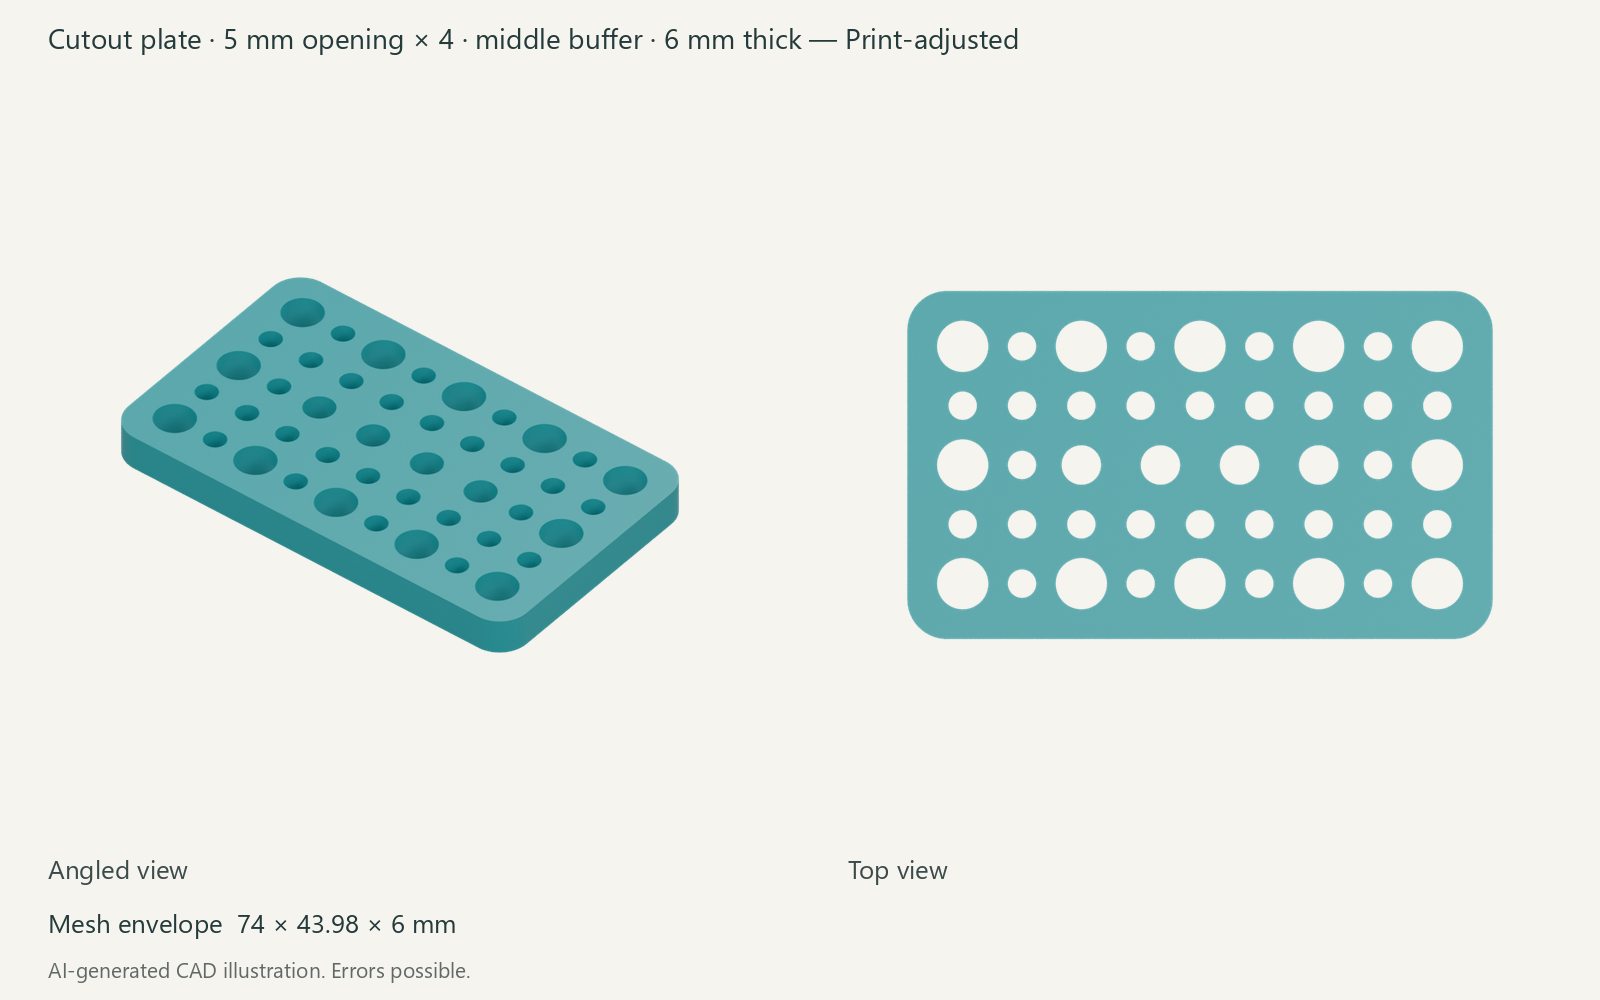 Cutout plate · 5 mm opening × 4 · middle buffer · 6 mm thick — Print-adjusted
Angled view
Top view
Mesh envelope 74 × 43.98 × 6 mm
AI-generated CAD illustration. Errors possible.